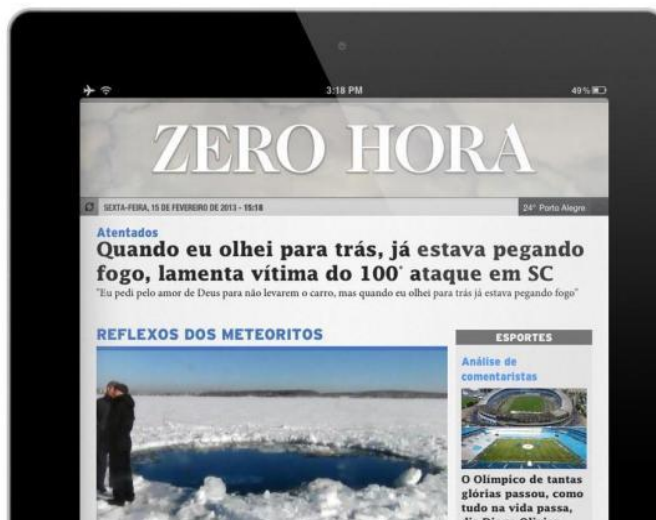 3:18 PM
49%
ZERO HORA
SEXTA-FEIRA, 15 DE FEVEREIRO DE 2013 - 15:18
24° Porto Alegre
Atentados
Quando eu olhei para trás, já estava pegando
fogo, lamenta vítima do 100° ataque em SC
"Eu pedi pelo amor de Deus para não levarem o carro, mas quando eu olhei para trás já estava pegando fogo"
REFLEXOS DOS METEORITOS
ESPORTES
Análise de
comentaristas
O Olímpico de tantas
glórias passou, como
tudo na vida passa,